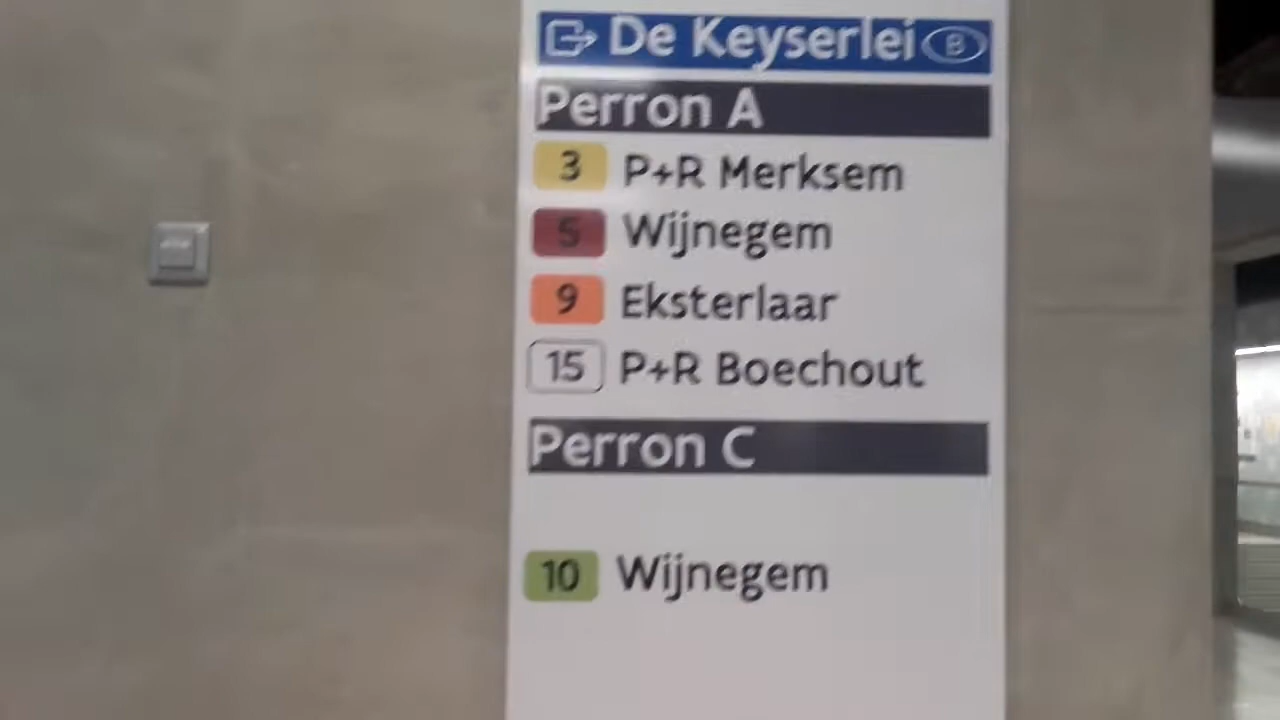 De Keyserlei B
Perron A
3 P+R Merksem
5 Wijnegem
9 Eksterlaar
15 P+R Boechout
Perron C
10 Wijnegem